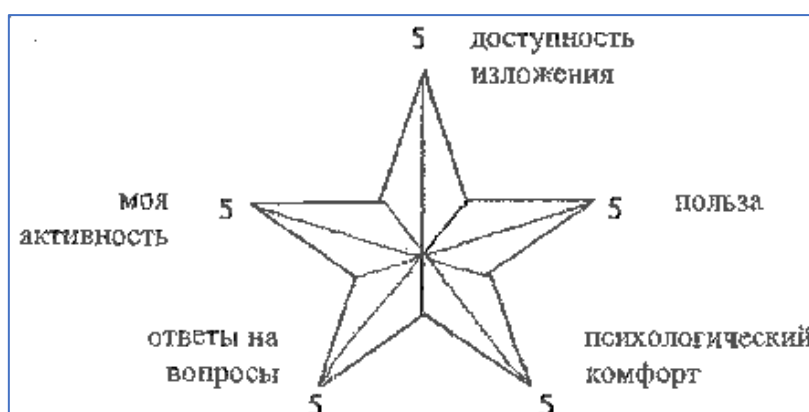 5 доступность
изложения
моя 5
активность
5 польза
ответы на
вопросы
5
психологический
комфорт
5